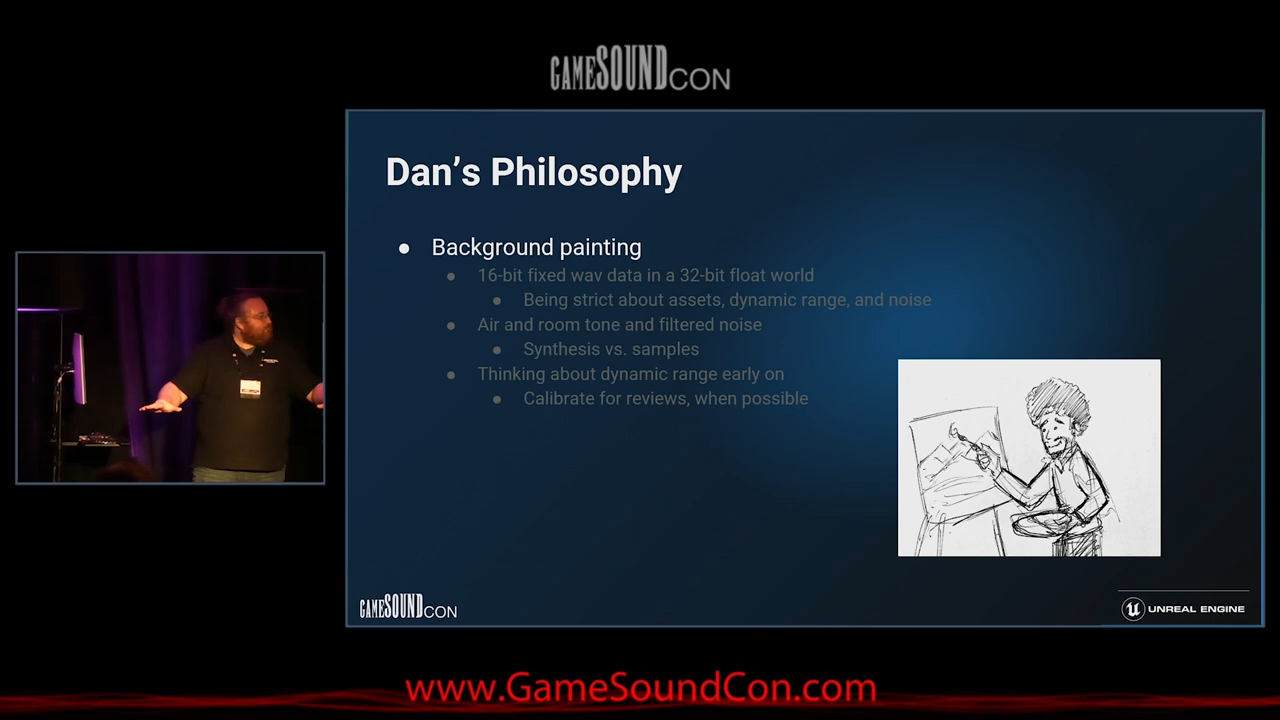 GAMESOUNDCON
Dan's Philosophy
Background painting
16-bit fixed wav data in a 32-bit float world
Being strict about assets, dynamic range, and noise
Air and room tone and filtered noise
Synthesis vs. samples
Thinking about dynamic range early on
Calibrate for reviews, when possible
GAMESOUNDCON
UNREAL ENGINE
www.GameSoundCon.com